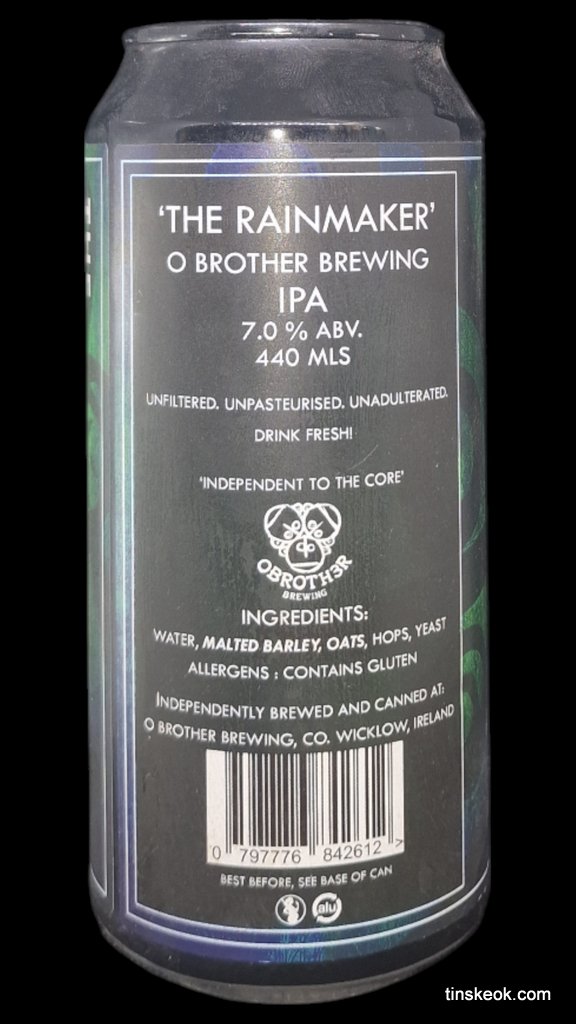 'THE RAINMAKER'
O BROTHER BREWING
IPA
7.0 % ABV.
440 MLS
UNFILTERED. UNPASTEURISED. UNADULTERATED.
DRINK FRESH!
'INDEPENDENT TO THE CORE'
OBROTH3R
BREWING
INGREDIENTS:
WATER, MALTED BARLEY, OATS, HOPS, YEAST
ALLERGENS : CONTAINS GLUTEN
INDEPENDENTLY BREWED AND CANNED AT:
O BROTHER BREWING, CO. WICKLOW, IRELAND
0 797776 842612 >
BEST BEFORE, SEE BASE OF CAN
alu
tinskeok.com